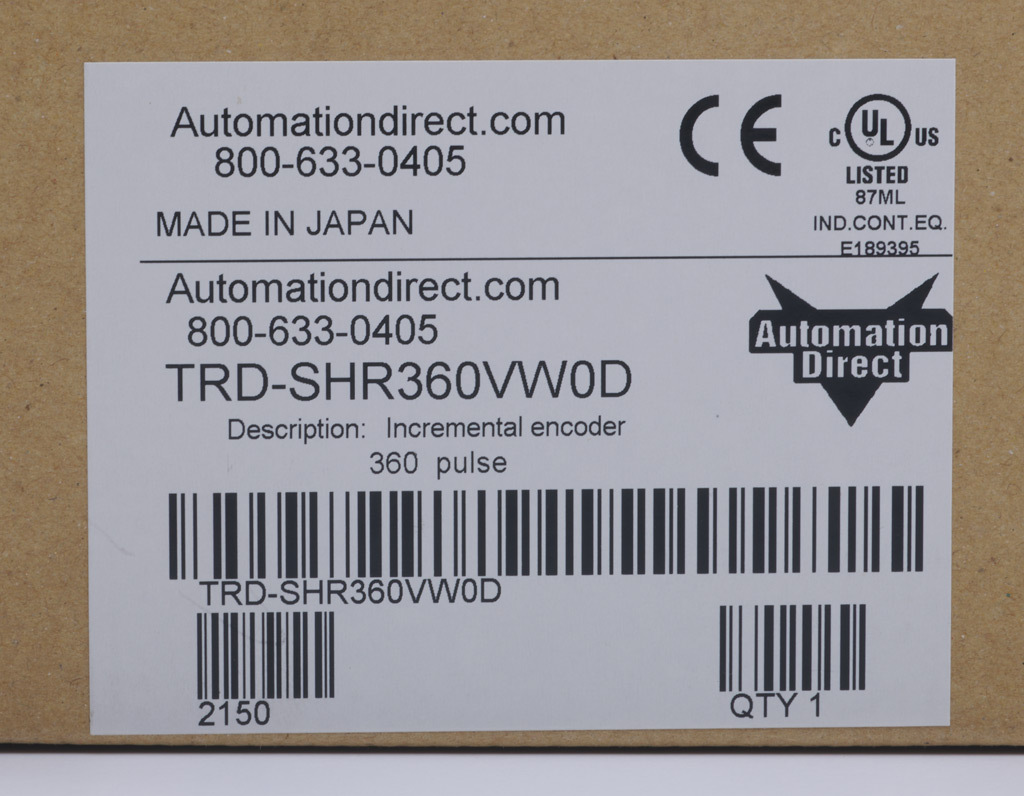 Automationdirect.com
800-633-0405
MADE IN JAPAN
CE
C UL US
LISTED
87ML
IND.CONT.EQ.
E189395
Automationdirect.com
800-633-0405
TRD-SHR360VW0D
Description: Incremental encoder
360 pulse
Automation
Direct
TRD-SHR360VW0D
2150
QTY 1